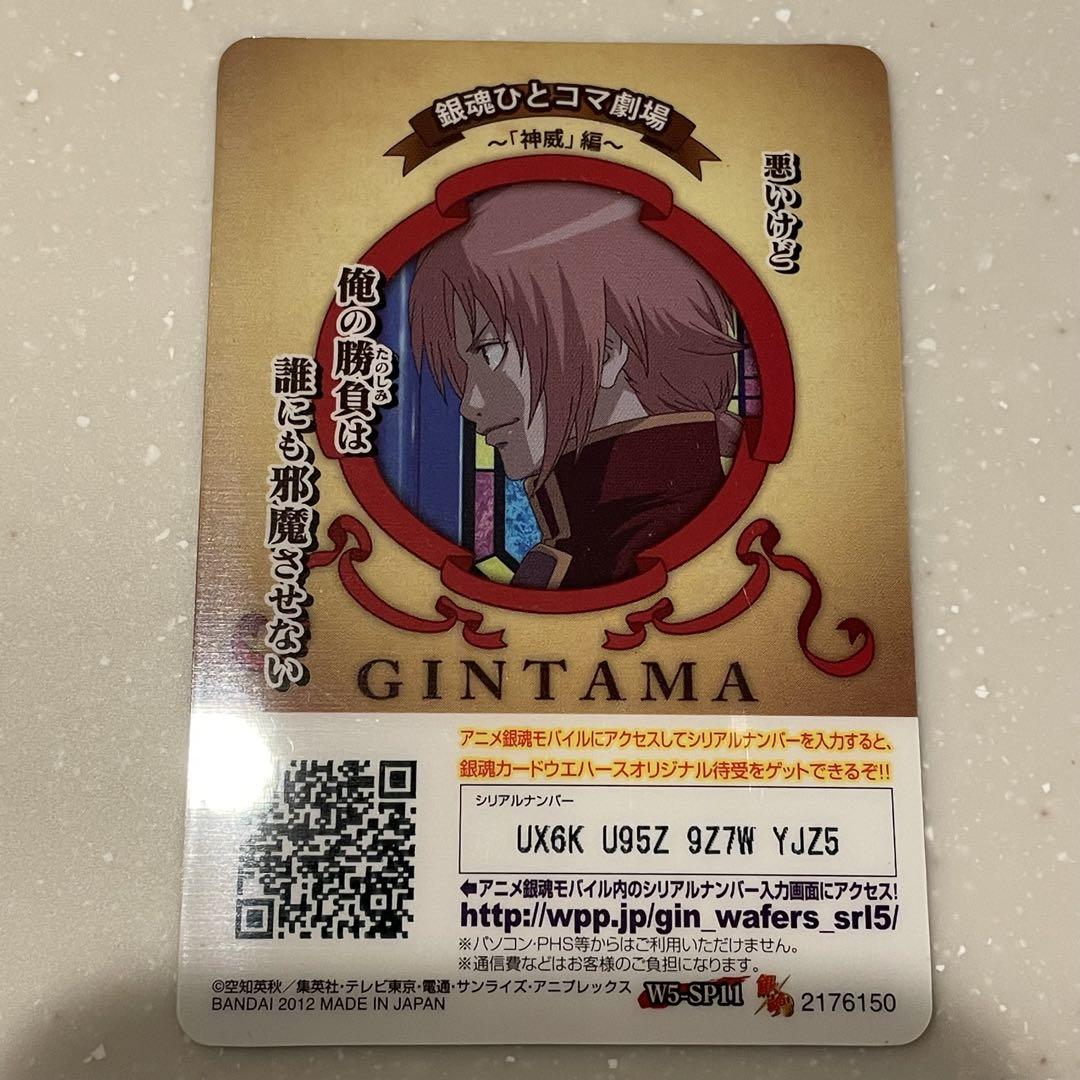 銀魂ひとコマ劇場
～「神威」編～
悪いけど
俺の勝負は
たのしみ
誰にも邪魔させない
GINTAMA
アニメ銀魂モバイルにアクセスしてシリアルナンバーを入力すると、
銀魂カードウエハースオリジナル待受をゲットできるぞ!!
シリアルナンバー
UX6K U95Z 9Z7W YJZ5
⬅アニメ銀魂モバイル内のシリアルナンバー入力画面にアクセス!
http://wpp.jp/gin_wafers_srl5/
※パソコン・PHS等からはご利用いただけません。
※通信費などはお客様のご負担になります。
©空知英秋／集英社・テレビ東京・電通・サンライズ・アニプレックス
BANDAI 2012 MADE IN JAPAN
W5-SP11
銀魂
2176150